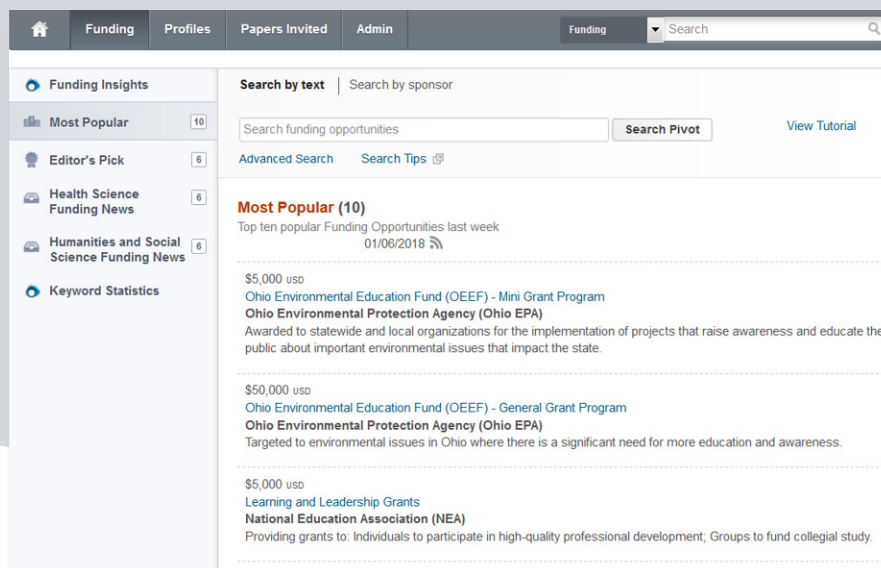 Funding Profiles Papers Invited Admin Funding Search
Funding Insights
Most Popular 10
Editor's Pick 6
Health Science
Funding News 6
Humanities and Social
Science Funding News 6
Keyword Statistics
Search by text | Search by sponsor
Search funding opportunities Search Pivot View Tutorial
Advanced Search Search Tips
Most Popular (10)
Top ten popular Funding Opportunities last week
01/06/2018
$5,000 USD
Ohio Environmental Education Fund (OEEF) - Mini Grant Program
Ohio Environmental Protection Agency (Ohio EPA)
Awarded to statewide and local organizations for the implementation of projects that raise awareness and educate the
public about important environmental issues that impact the state.
$50,000 USD
Ohio Environmental Education Fund (OEEF) - General Grant Program
Ohio Environmental Protection Agency (Ohio EPA)
Targeted to environmental issues in Ohio where there is a significant need for more education and awareness.
$5,000 USD
Learning and Leadership Grants
National Education Association (NEA)
Providing grants to: Individuals to participate in high-quality professional development; Groups to fund collegial study.